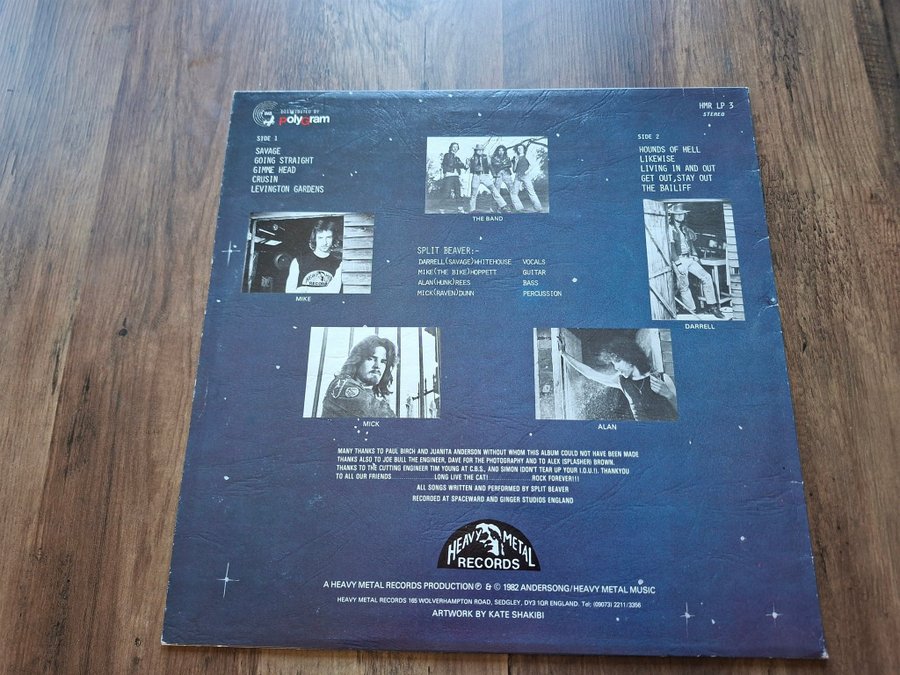 DISTRIBUTED BY
polyGram
HMR LP 3
STEREO
SIDE 1
SAVAGE
GOING STRAIGHT
GIMME HEAD
CRUSIN
LEVINGTON GARDENS
SIDE 2
HOUNDS OF HELL
LIKEWISE
LIVING IN AND OUT
GET OUT,STAY OUT
THE BAILIFF
THE BAND
RECORDS
MIKE
SPLIT BEAVER:-
DARRELL(SAVAGE)WHITEHOUSE VOCALS
MIKE(THE BIKE)HOPPETT GUITAR
ALAN(HUNK)REES BASS
MICK(RAVEN)DUNN PERCUSSION
DARRELL
MICK
ALAN
MANY THANKS TO PAUL BIRCH AND JUANITA ANDERSON WITHOUT WHOM THIS ALBUM COULD NOT HAVE BEEN MADE
THANKS ALSO TO JOE BULL THE ENGINEER, DAVE FOR THE PHOTOGRAPHY AND TO ALEX (SPLASHER) BROWN.
THANKS TO THE CUTTING ENGINEER TIM YOUNG AT C.B.S., AND SIMON (DON'T TEAR UP YOUR I.O.U.!). THANKYOU
TO ALL OUR FRIENDS..................LONG LIVE THE CAT!..................ROCK FOREVER!!!
ALL SONGS WRITTEN AND PERFORMED BY SPLIT BEAVER
RECORDED AT SPACEWARD AND GINGER STUDIOS ENGLAND
HEAVY METAL
RECORDS
A HEAVY METAL RECORDS PRODUCTION ℗ & © 1982 ANDERSONG/HEAVY METAL MUSIC
HEAVY METAL RECORDS 165 WOLVERHAMPTON ROAD, SEDGLEY, DY3 1QR ENGLAND. Tel; (09073) 2211/3356
ARTWORK BY KATE SHAKIBI